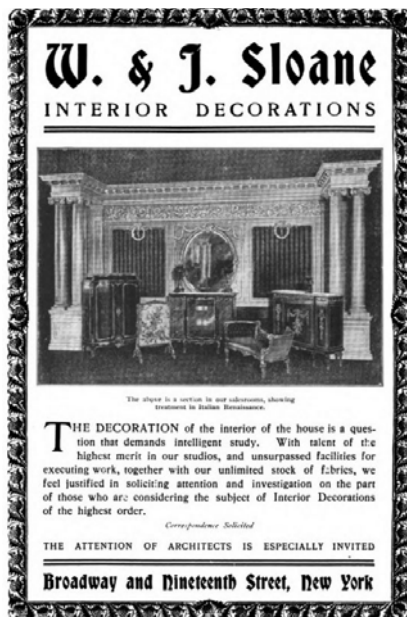 W. & J. Sloane
INTERIOR DECORATIONS
The above is a section in our salesrooms, showing
treatment in Italian Renaissance.
THE DECORATION of the interior of the house is a ques-
tion that demands intelligent study. With talent of the
highest merit in our studios, and unsurpassed facilities for
executing work, together with our unlimited stock of fabrics, we
feel justified in soliciting attention and investigation on the part
of those who are considering the subject of Interior Decorations
of the highest order.
Correspondence Solicited
THE ATTENTION OF ARCHITECTS IS ESPECIALLY INVITED
Broadway and Nineteenth Street, New York